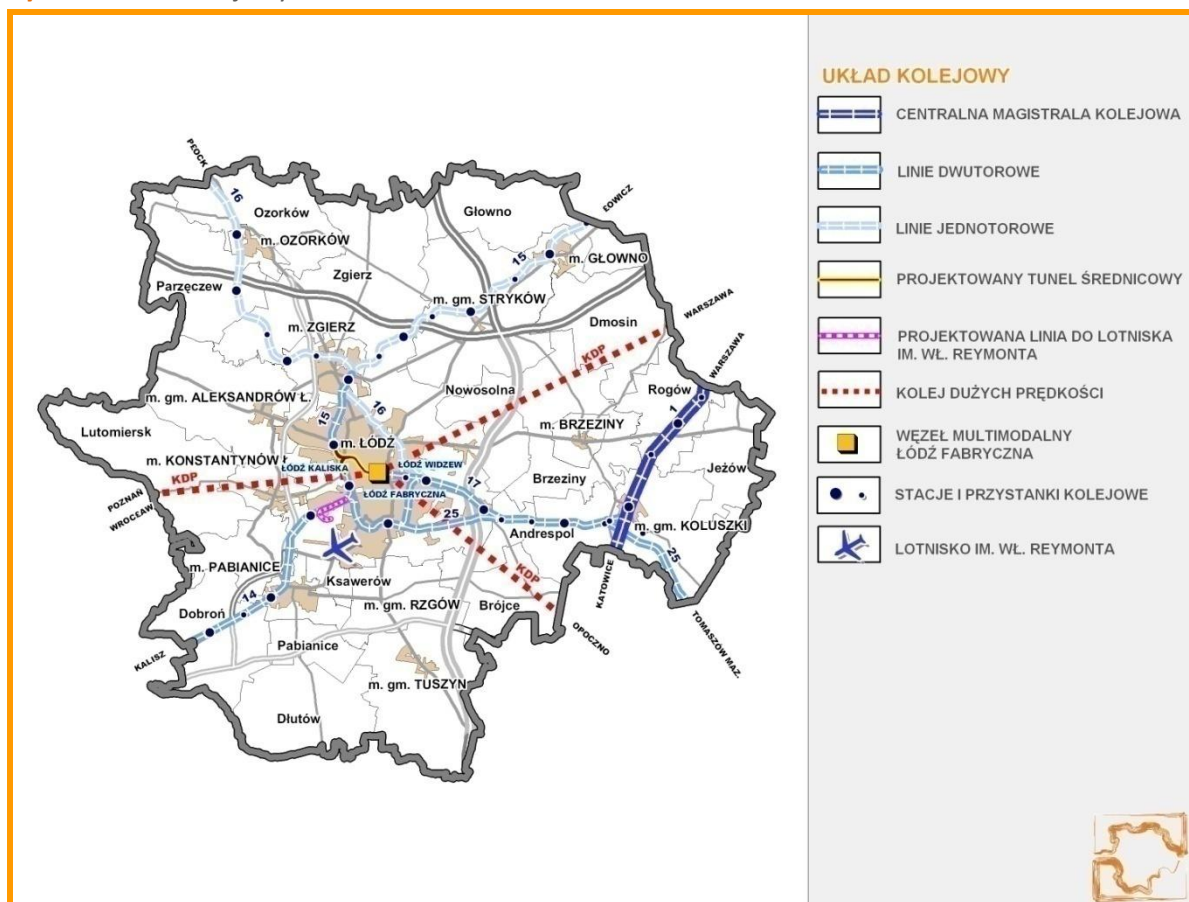 PŁOCK
16
Ozorków
m. OZORKÓW
Głowno
ŁOWICZ
15
m. GŁOWNO
Zgierz
Parzęczew
m. gm. STRYKÓW
WARSZAWA
Dmosin
m. ZGIERZ
KDP
WARSZAWA
Rogów
Nowosolna
m. gm. ALEKSANDRÓW Ł.
16
1
15
Lutomiersk
m. BRZEZINY
m. ŁÓDŹ
m. KONSTANTYNÓW Ł
ŁÓDŹ KALISKA
ŁÓDŹ WIDZEW
Jeżów
KDP
Brzeziny
17
POZNAŃ
WROCŁAW
ŁÓDŹ FABRYCZNA
25
m. gm. KOLUSZKI
Andrespol
25
m. PABIANICE
Ksawerów
KDP
KATOWICE
14
m. gm. RZGÓW
Brójce
Dobroń
OPOCZNO
TOMASZÓW MAZ.
KALISZ
Pabianice
m. gm. TUSZYN
Dłutów
UKŁAD KOLEJOWY
CENTRALNA MAGISTRALA KOLEJOWA
LINIE DWUTOROWE
LINIE JEDNOTOROWE
PROJEKTOWANY TUNEL ŚREDNICOWY
PROJEKTOWANA LINIA DO LOTNISKA
IM. WŁ. REYMONTA
KOLEJ DUŻYCH PRĘDKOŚCI
WĘZEŁ MULTIMODALNY
ŁÓDŹ FABRYCZNA
STACJE I PRZYSTANKI KOLEJOWE
LOTNISKO IM. WŁ. REYMONTA